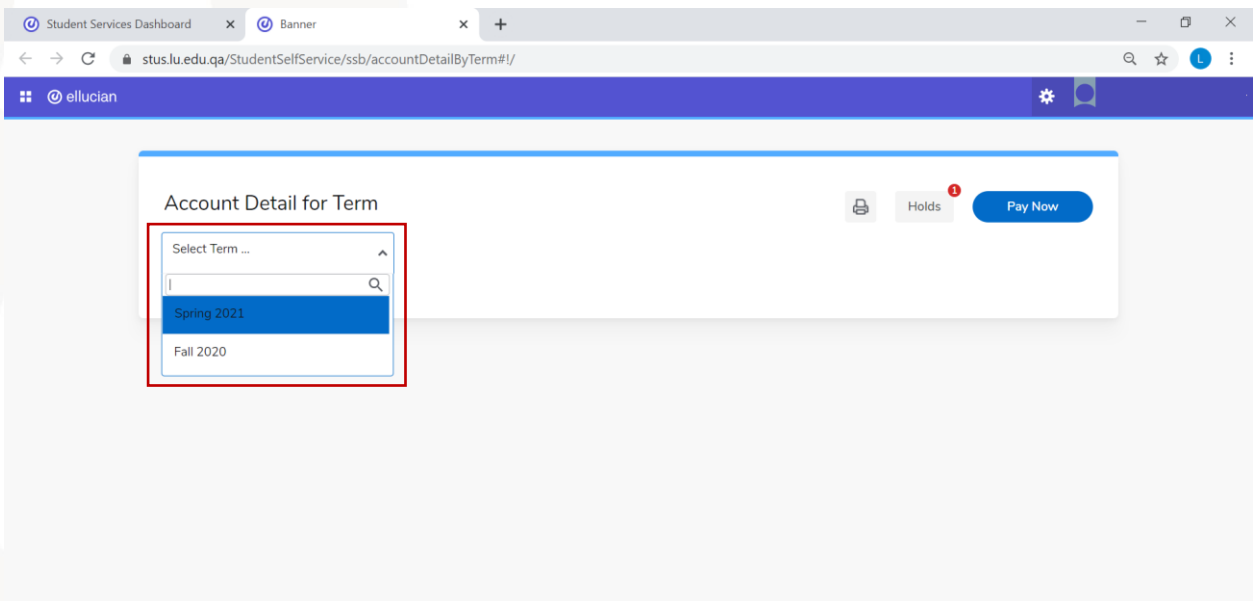 Student Services Dashboard
Banner
stus.lu.edu.qa/StudentSelfService/ssb/accountDetailByTerm#!/
L
ellucian
Account Detail for Term
Holds
1
Pay Now
Select Term ...
Spring 2021
Fall 2020